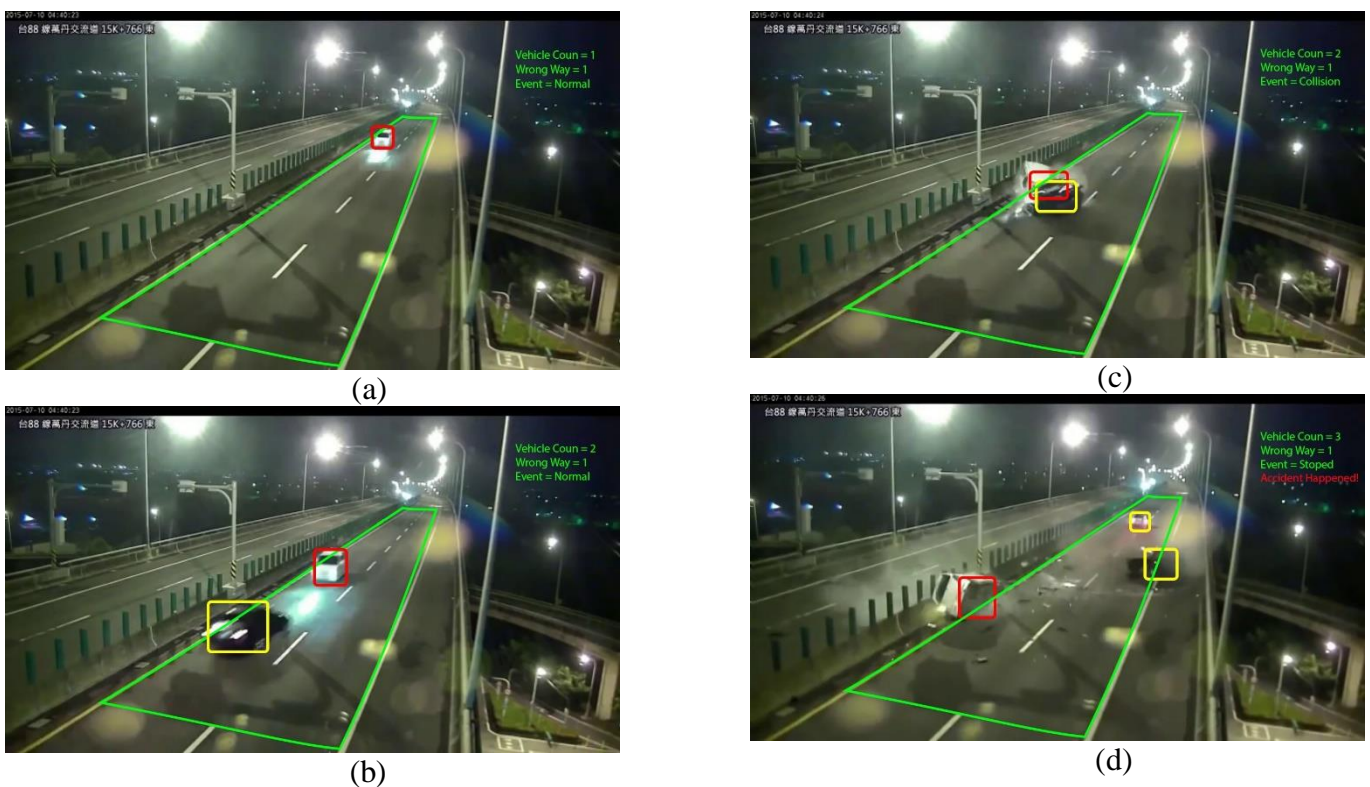 2015-07-10 04:40:23
台88 線萬丹交流道 15K+766 東
Vehicle Coun = 1
Wrong Way = 1
Event = Normal
(a)
2015-07-10 04:40:23
台88 線萬丹交流道 15K+766 東
Vehicle Coun = 2
Wrong Way = 1
Event = Normal
(b)
2015-07-10 04:40:24
台88 線萬丹交流道 15K+766 東
Vehicle Coun = 2
Wrong Way = 1
Event = Collision
(c)
2015-07-10 04:40:26
台88 線萬丹交流道 15K+766 東
Vehicle Coun = 3
Wrong Way = 1
Event = Stoped
Accident Happened!
(d)